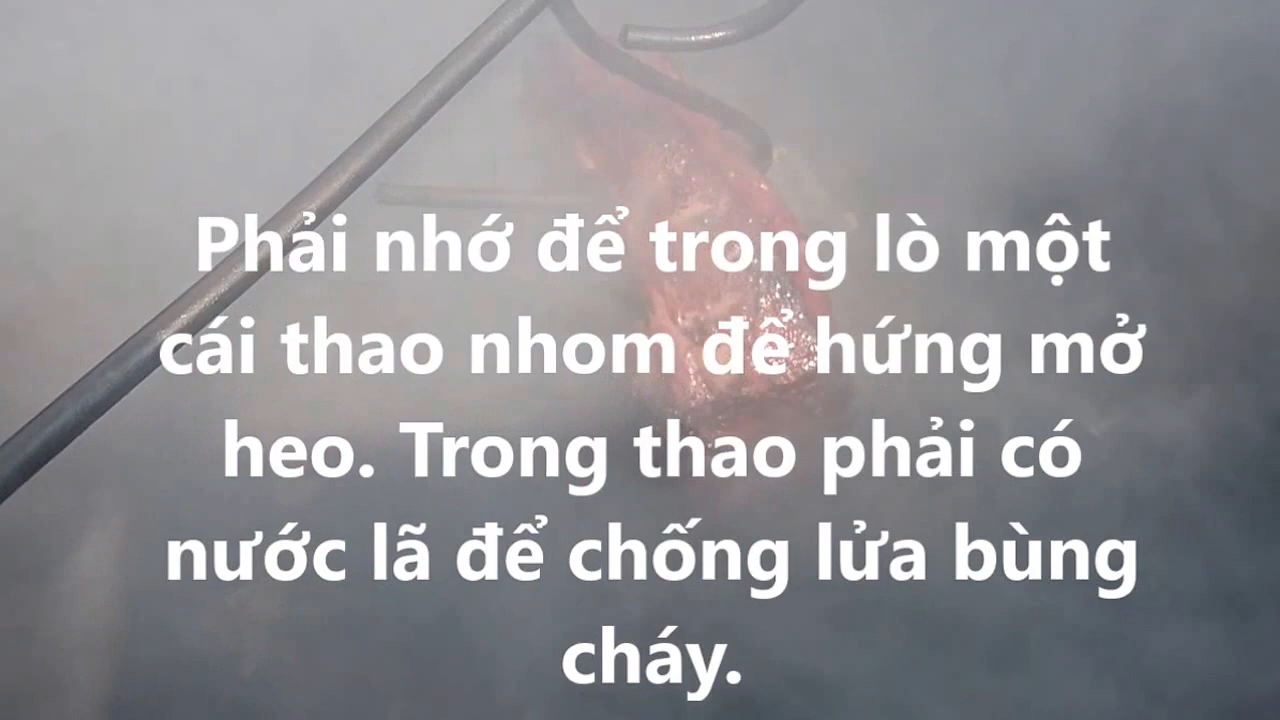 Phải nhớ để trong lò một
cái thao nhom để hứng mở
heo. Trong thao phải có
nước lã để chống lửa bùng
cháy.